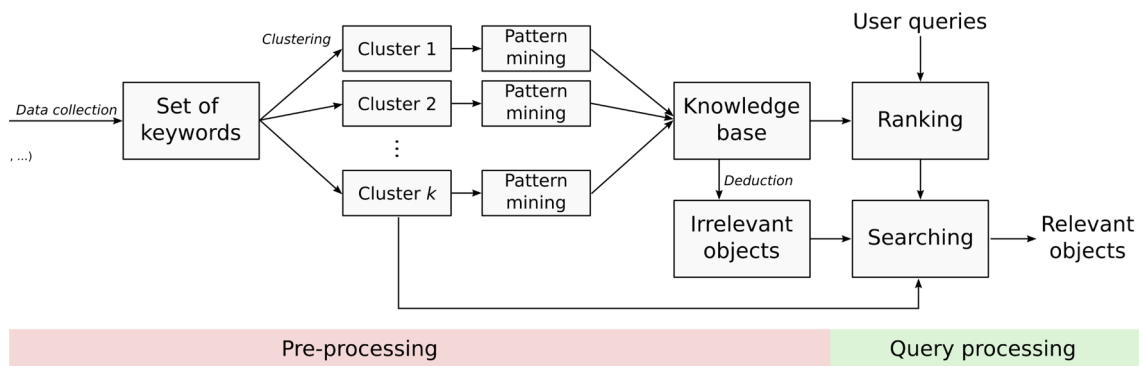 User queries
Clustering
Cluster 1
Pattern
mining
Data collection
Set of
keywords
Cluster 2
Pattern
mining
Knowledge
base
Ranking
, ...)
⋮
Cluster k
Pattern
mining
Deduction
Irrelevant
objects
Searching
Relevant
objects
Pre-processing
Query processing